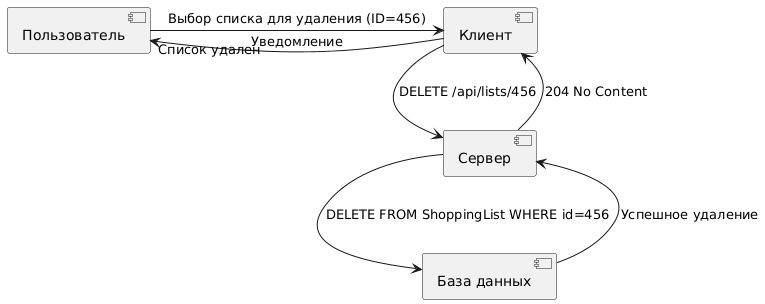 Выбор списка для удаления (ID=456)
Пользователь
Клиент
Уведомление
Список удален
DELETE /api/lists/456
204 No Content
Сервер
DELETE FROM ShoppingList WHERE id=456
Успешное удаление
База данных